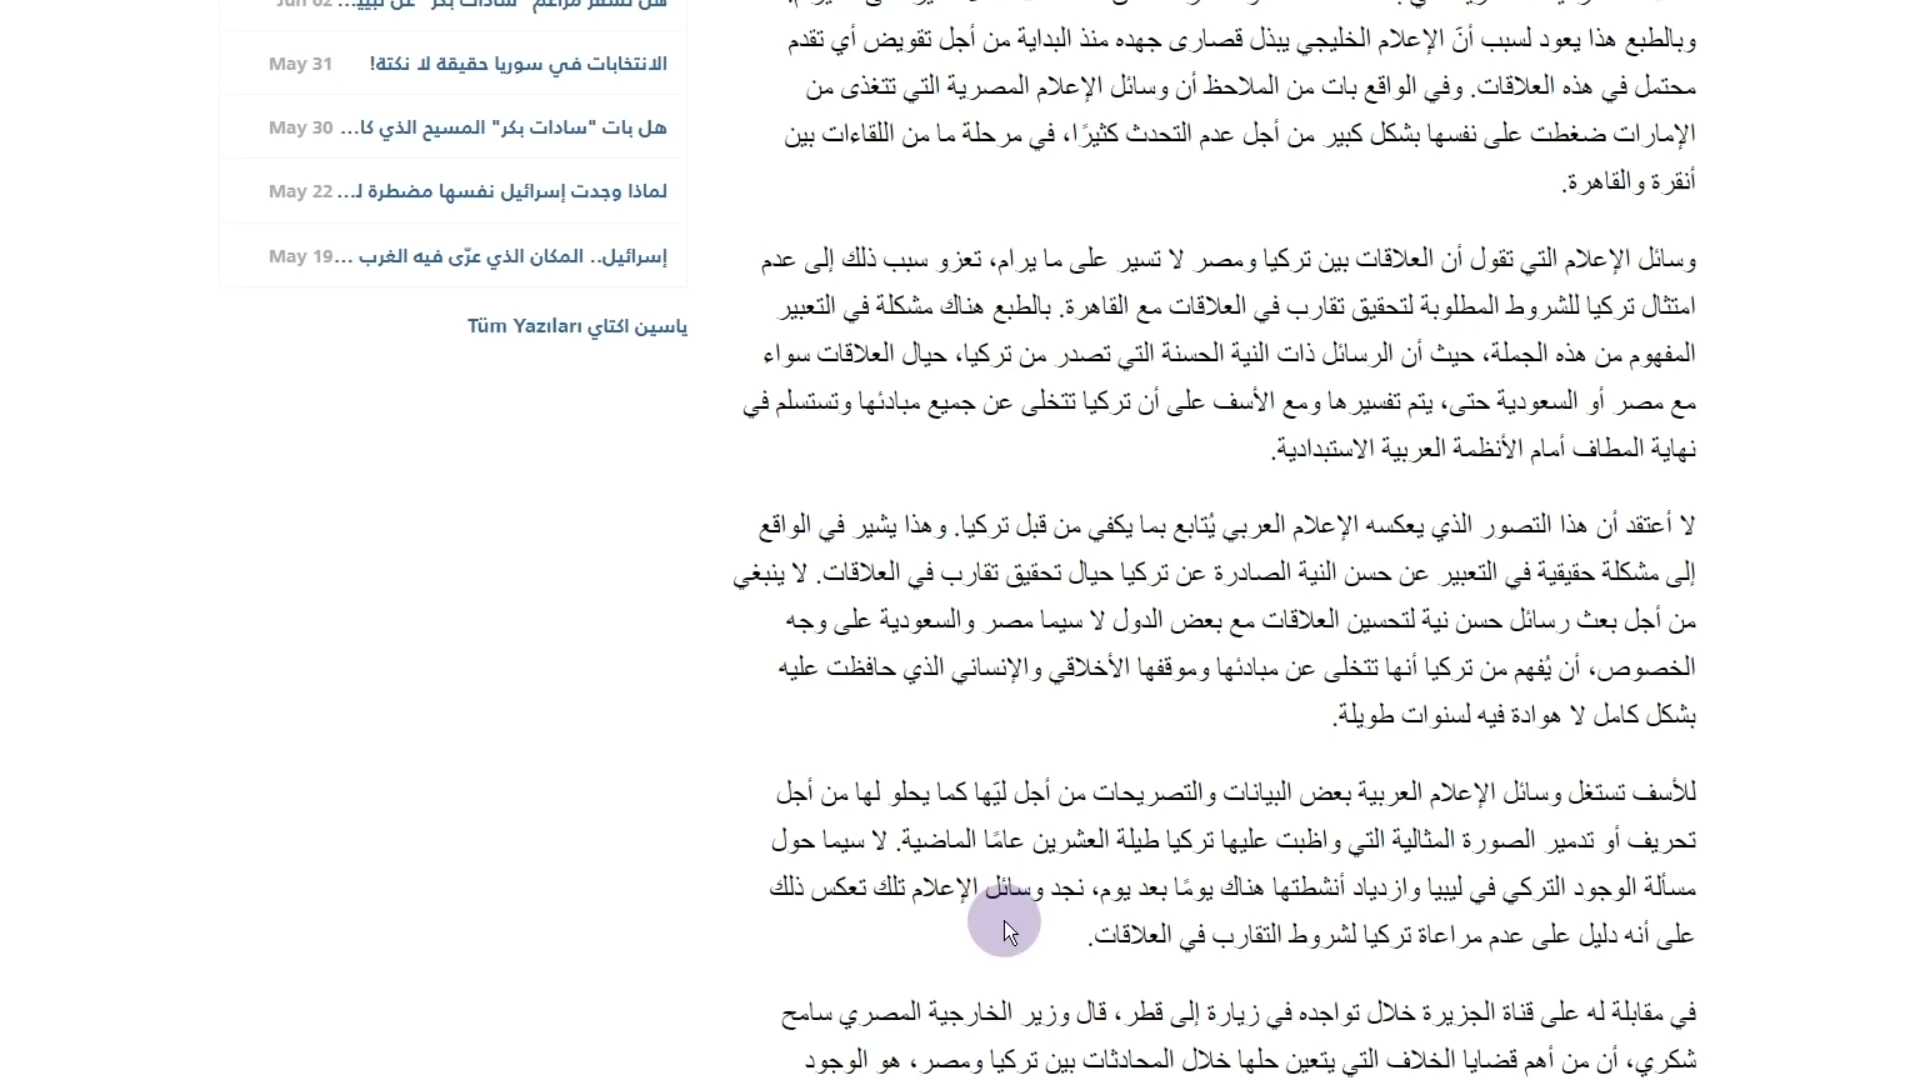 وبالطبع هذا يعود لسبب أنّ الإعلام الخليجي يبذل قصارى جهده منذ البداية من أجل تقويض أي تقدم
محتمل في هذه العلاقات. وفي الواقع بات من الملاحظ أن وسائل الإعلام المصرية التي تتغذى من
الإمارات ضغطت على نفسها بشكل كبير من أجل عدم التحدث كثيرًا، في مرحلة ما من اللقاءات بين
أنقرة والقاهرة.
وسائل الإعلام التي تقول أن العلاقات بين تركيا ومصر لا تسير على ما يرام، تعزو سبب ذلك إلى عدم
امتثال تركيا للشروط المطلوبة لتحقيق تقارب في العلاقات مع القاهرة. بالطبع هناك مشكلة في التعبير
المفهوم من هذه الجملة، حيث أن الرسائل ذات النية الحسنة التي تصدر من تركيا، حيال العلاقات سواء
مع مصر أو السعودية حتى، يتم تفسيرها ومع الأسف على أن تركيا تتخلى عن جميع مبادئها وتستسلم في
نهاية المطاف أمام الأنظمة العربية الاستبدادية.
لا أعتقد أن هذا التصور الذي يعكسه الإعلام العربي يُتابع بما يكفي من قبل تركيا. وهذا يشير في الواقع
إلى مشكلة حقيقية في التعبير عن حسن النية الصادرة عن تركيا حيال تحقيق تقارب في العلاقات. لا ينبغي
من أجل بعث رسائل حسن نية لتحسين العلاقات مع بعض الدول لا سيما مصر والسعودية على وجه
الخصوص، أن يُفهم من تركيا أنها تتخلى عن مبادئها وموقفها الأخلاقي والإنساني الذي حافظت عليه
بشكل كامل لا هوادة فيه لسنوات طويلة.
للأسف تستغل وسائل الإعلام العربية بعض البيانات والتصريحات من أجل ليّها كما يحلو لها من أجل
تحريف أو تدمير الصورة المثالية التي واظبت عليها تركيا طيلة العشرين عامًا الماضية. لا سيما حول
مسألة الوجود التركي في ليبيا وازدياد أنشطتها هناك يومًا بعد يوم، نجد وسائل الإعلام تلك تعكس ذلك
على أنه دليل على عدم مراعاة تركيا لشروط التقارب في العلاقات.
في مقابلة له على قناة الجزيرة خلال تواجده في زيارة إلى قطر، قال وزير الخارجية المصري سامح
شكري، أن من أهم قضايا الخلاف التي يتعين حلها خلال المحادثات بين تركيا ومصر، هو الوجود
هل تسفر مزاعم "سادات بكر" عن تبييـ... Jun 02
الانتخابات في سوريا حقيقة لا نكتة! May 31
هل بات "سادات بكر" المسيح الذي كا... May 30
لماذا وجدت إسرائيل نفسها مضطرة لـ... May 22
إسرائيل.. المكان الذي عرّى فيه الغرب ... May 19
ياسين اكتاي Tüm Yazıları